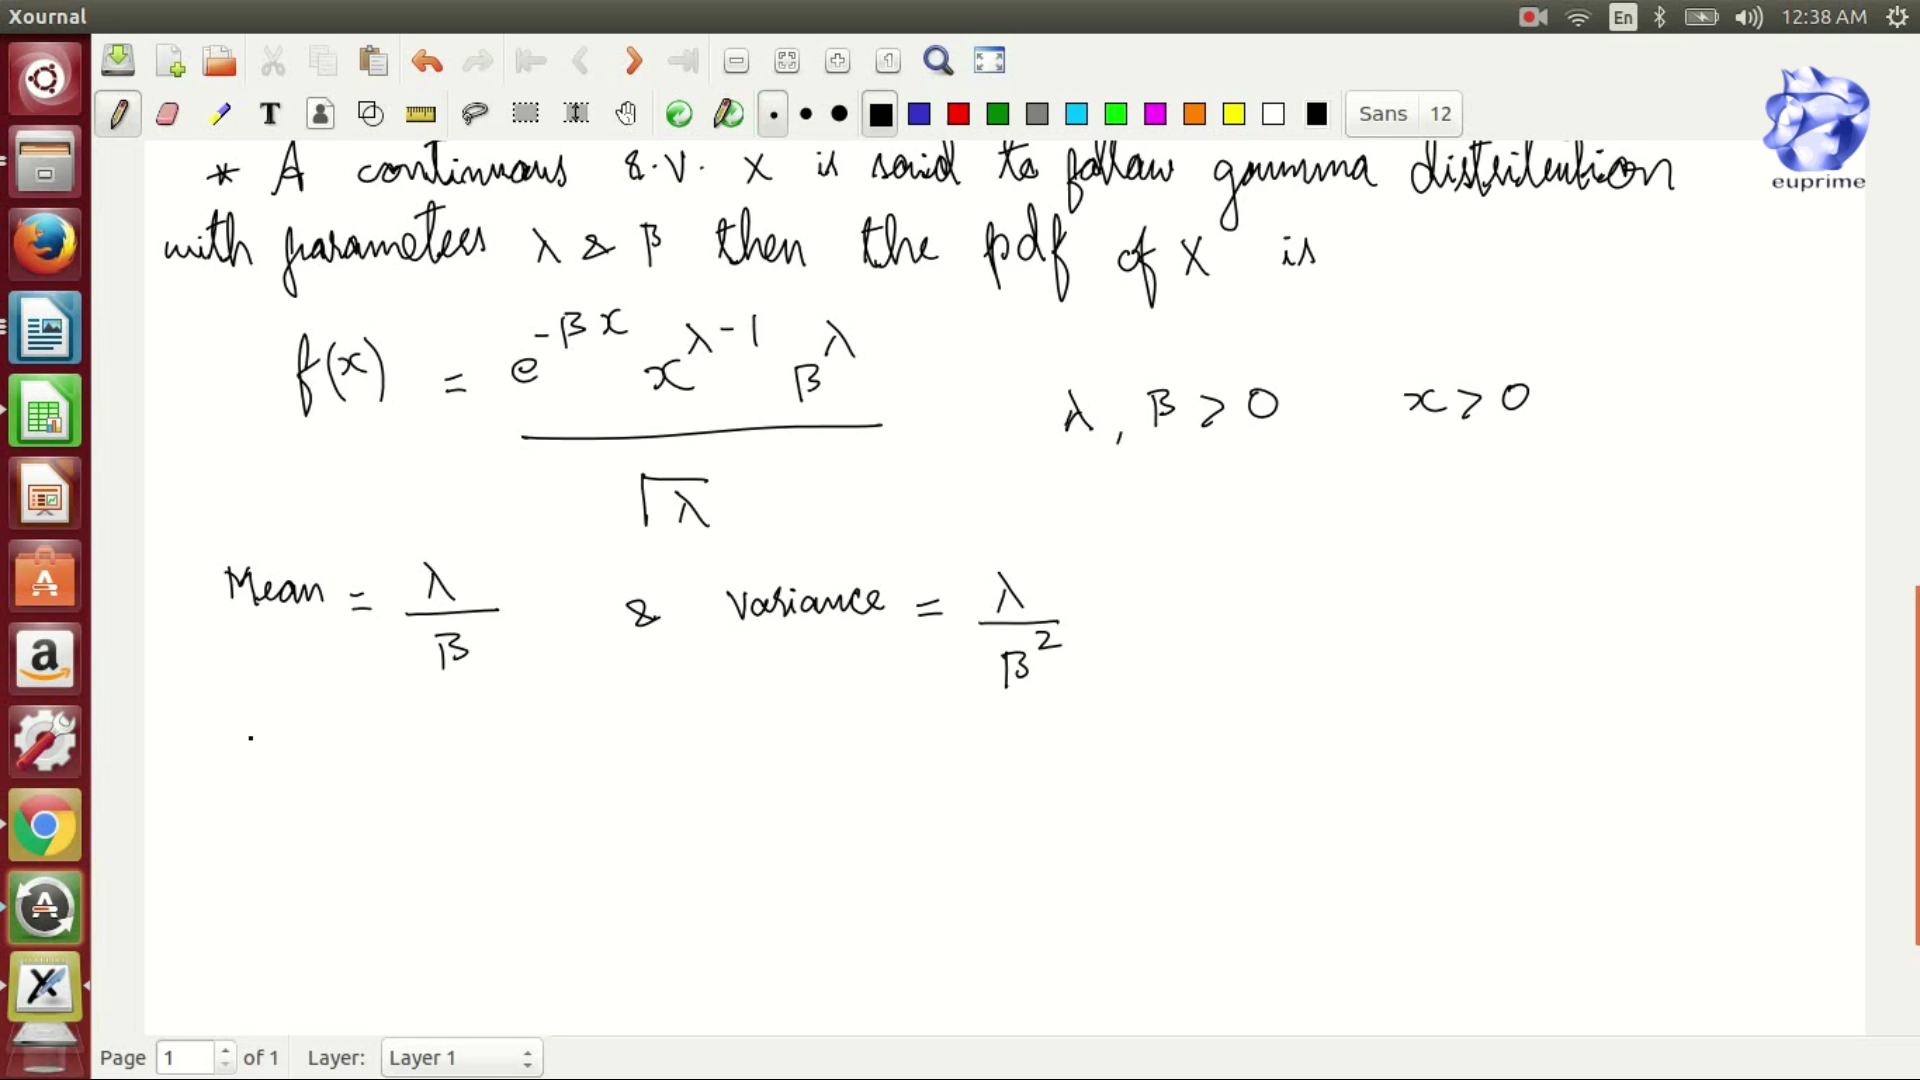 Xournal
En
12:38 AM
Sans 12
euprime
* A continuous r.v. X is said to follow gamma distribution
with parameters λ & β then the pdf of X is
f(x) = e^{-βx} x^{λ-1} β^λ / Γλ    λ, β > 0    x > 0
Mean = λ/β & Variance = λ/β²
Page 1 of 1 Layer: Layer 1